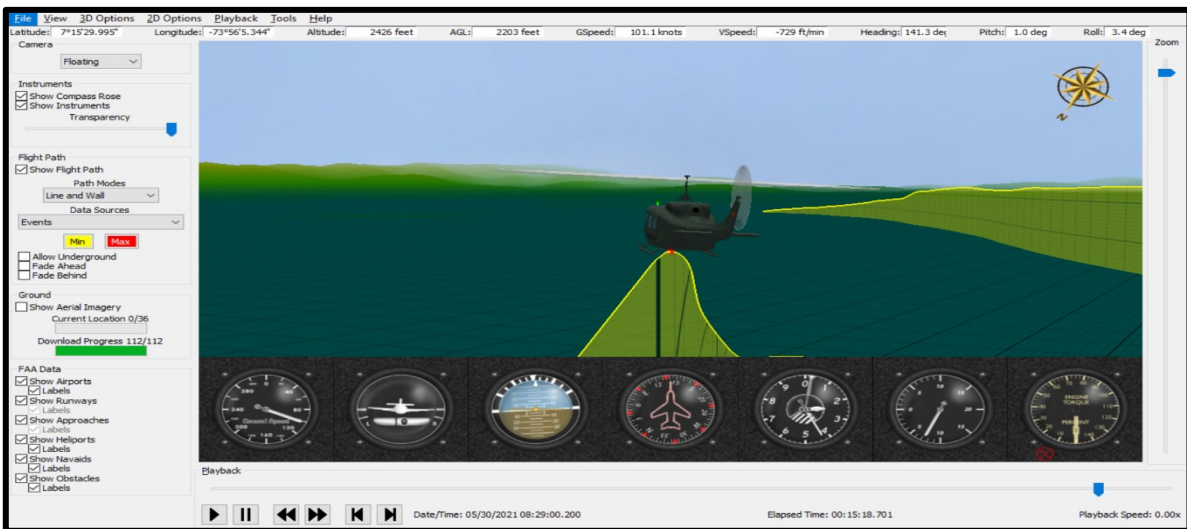 File View 3D Options 2D Options Playback Tools Help
Latitude: 7°15'29.995" Longitude: -73°56'5.344" Altitude: 2426 feet AGL: 2203 feet GSpeed: 101.1 knots VSpeed: -729 ft/min Heading: 141.3 deg Pitch: 1.0 deg Roll: 3.4 deg
Camera
Floating
Zoom
Instruments
Show Compass Rose
Show Instruments
Transparency
N
Flight Path
Show Flight Path
Path Modes
Line and Wall
Data Sources
Events
Min Max
Allow Underground
Fade Ahead
Fade Behind
Ground
Show Aerial Imagery
Current Location 0/36
Download Progress 112/112
FAA Data
Show Airports
Labels
Show Runways
Labels
Show Approaches
Labels
Show Heliports
Labels
Show Navaids
Labels
Show Obstacles
Labels
ENGINE
TORQUE
PERCENT
Playback
Date/Time: 05/30/2021 08:29:00.200 Elapsed Time: 00:15:18.701 Playback Speed: 0.00x